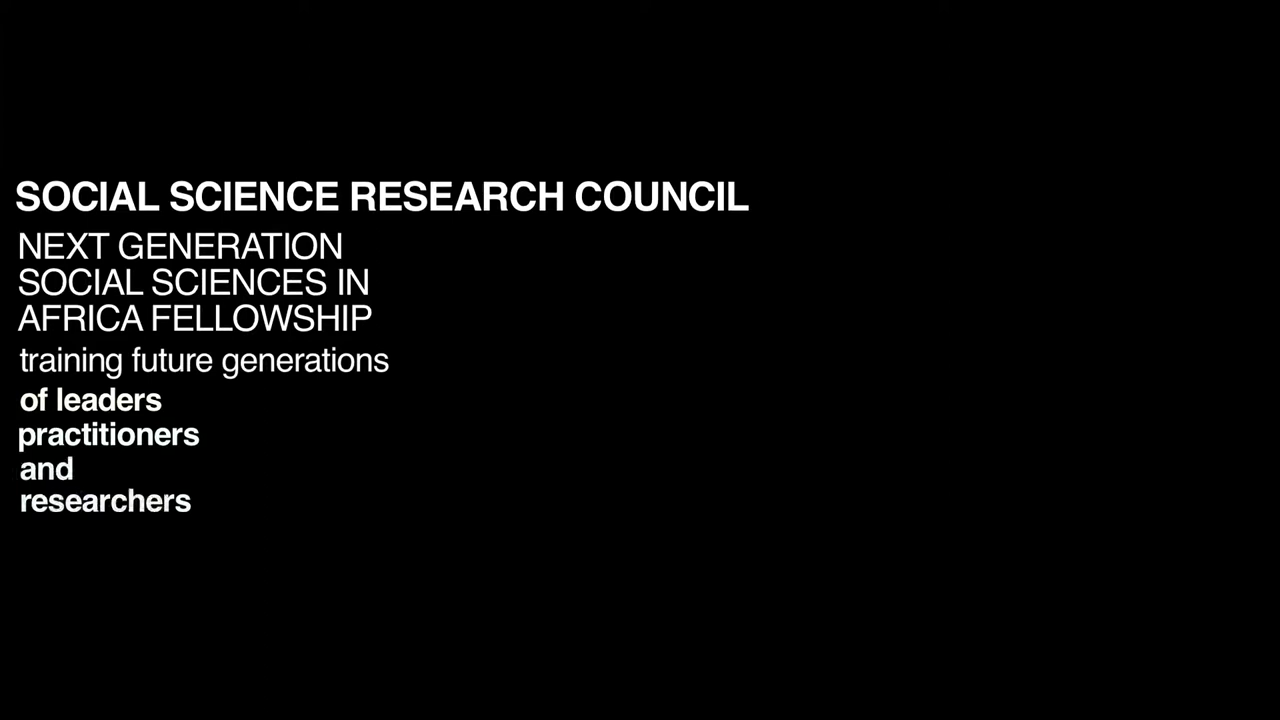 SOCIAL SCIENCE RESEARCH COUNCIL
NEXT GENERATION
SOCIAL SCIENCES IN
AFRICA FELLOWSHIP
training future generations
of leaders
practitioners
and
researchers